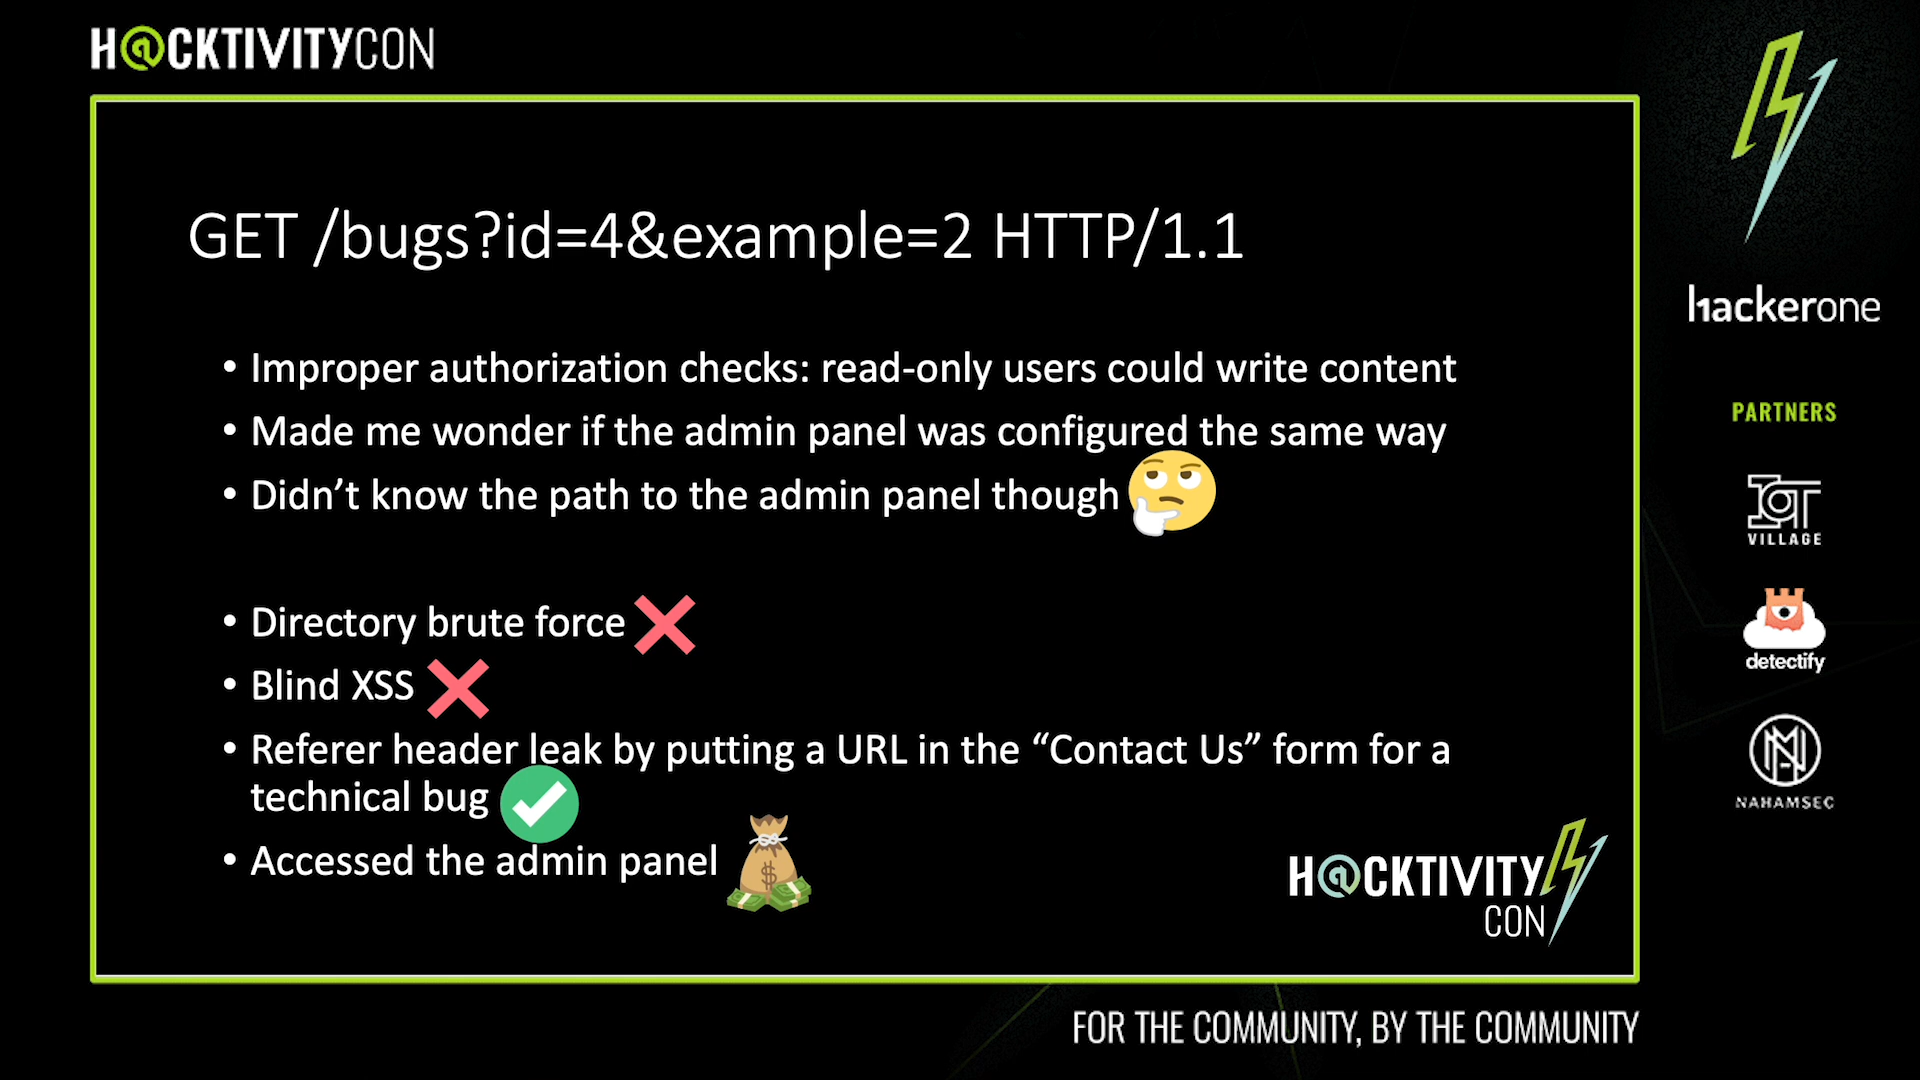 H@CKTIVITYCON
GET /bugs?id=4&example=2 HTTP/1.1
• Improper authorization checks: read-only users could write content
• Made me wonder if the admin panel was configured the same way
• Didn’t know the path to the admin panel though
• Directory brute force
• Blind XSS
• Referer header leak by putting a URL in the “Contact Us” form for a
technical bug
• Accessed the admin panel
H@CKTIVITY
CON
hackerone
PARTNERS
IOT
VILLAGE
detectify
NAHAMSEC
FOR THE COMMUNITY, BY THE COMMUNITY